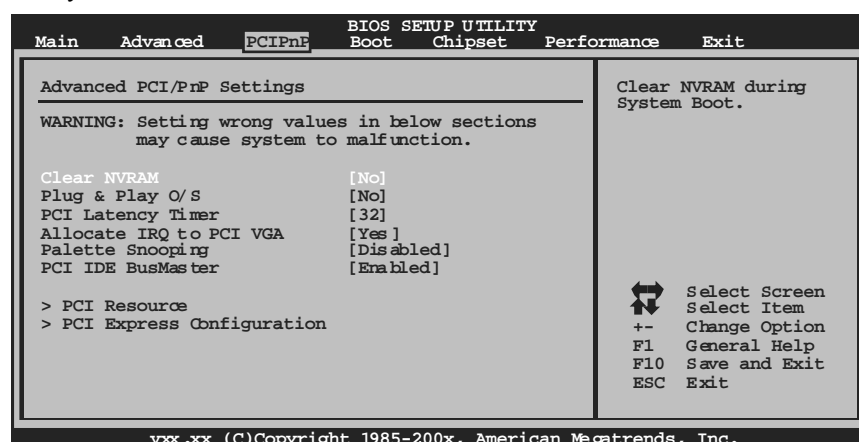 BIOS SETUP UTILITY
Main Advanced PCIPnP Boot Chipset Performance Exit
Advanced PCI/PnP Settings
WARNING: Setting wrong values in below sections
may cause system to malfunction.
Clear NVRAM [No]
Plug & Play O/S [No]
PCI Latency Timer [32]
Allocate IRQ to PCI VGA [Yes]
Palette Snooping [Disabled]
PCI IDE BusMaster [Enabled]
> PCI Resource
> PCI Express Configuration
Clear NVRAM during
System Boot.
Select Screen
Select Item
+- Change Option
F1 General Help
F10 Save and Exit
ESC Exit
vxx.xx (C)Copyright 1985-200x, American Megatrends, Inc.